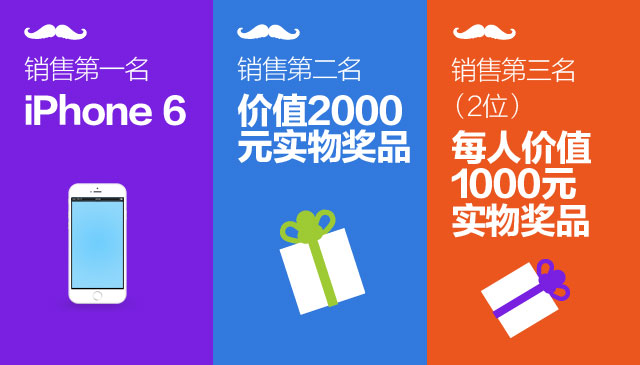 销售第一名
iPhone 6
销售第二名
价值2000
元实物奖品
销售第三名
（2位）
每人价值
1000元
实物奖品